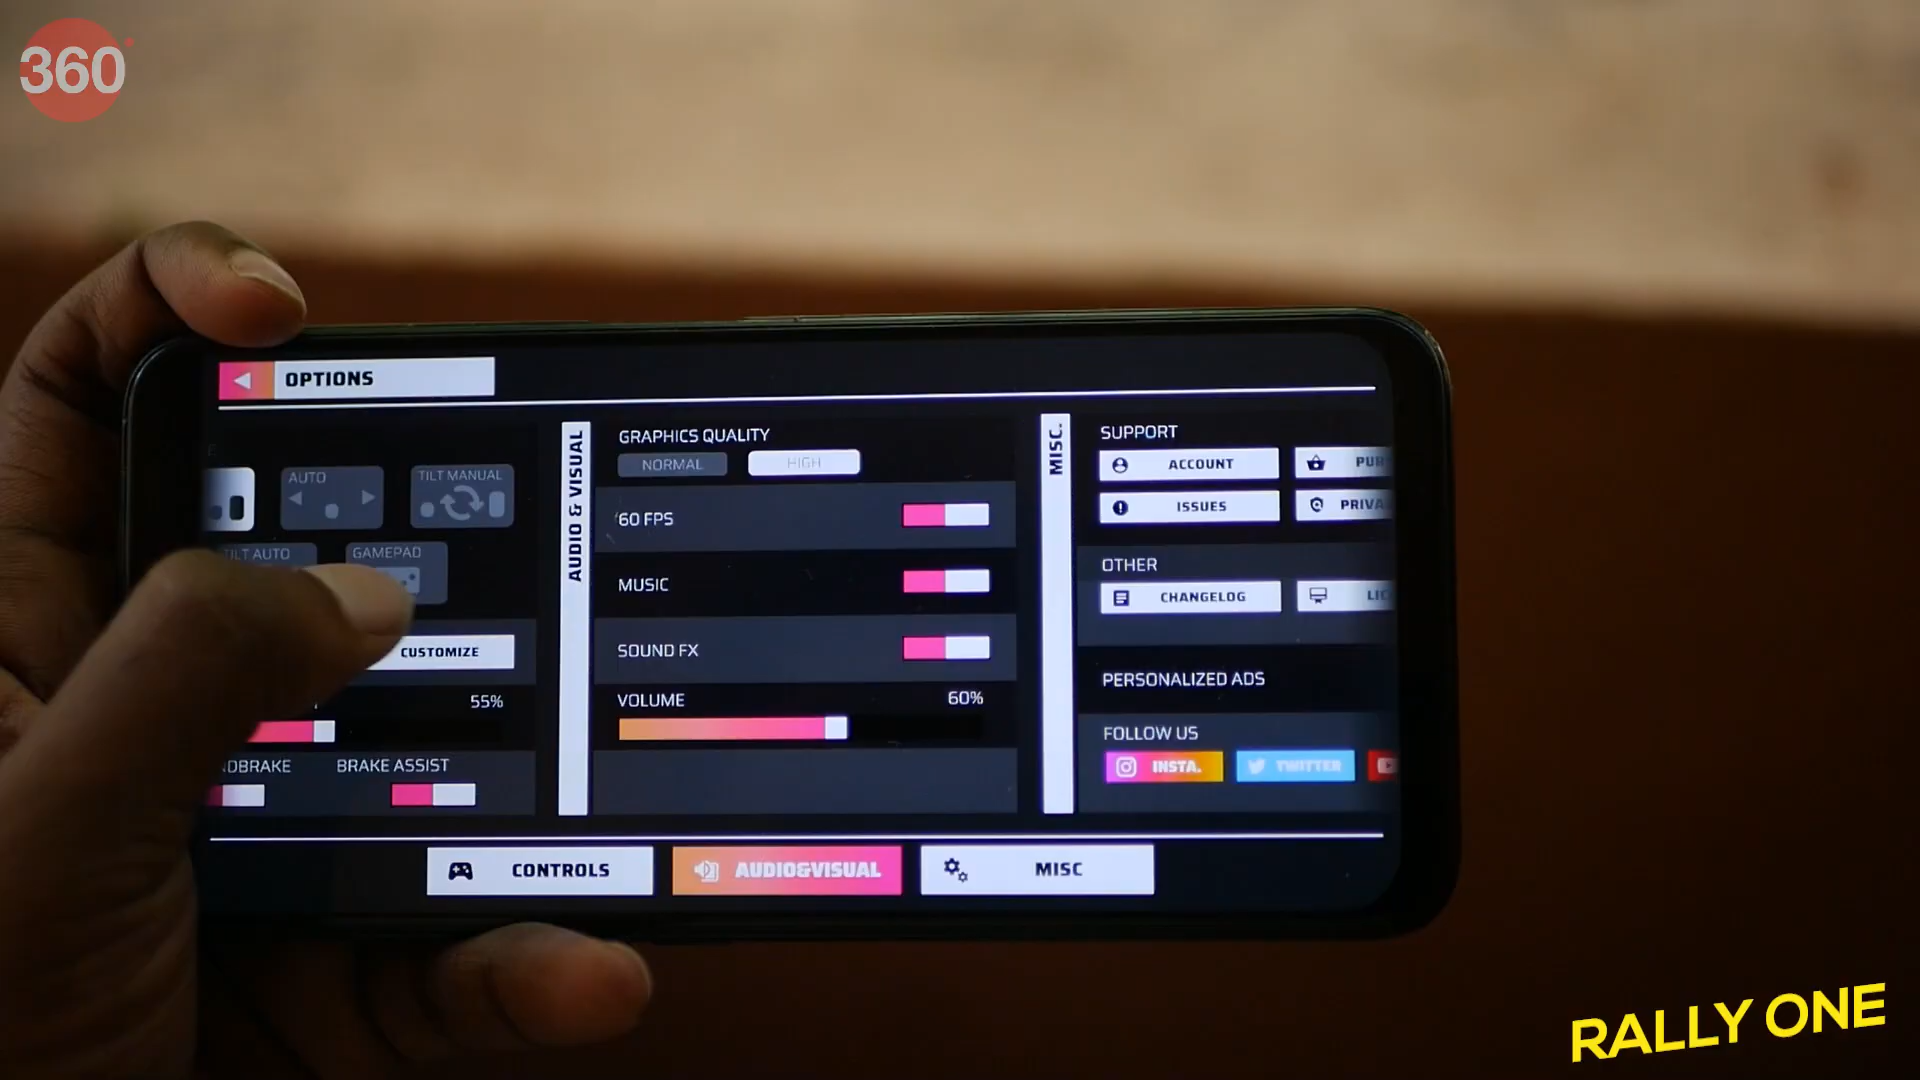 360
OPTIONS
AUTO
TILT MANUAL
TILT AUTO
GAMEPAD
CUSTOMIZE
55%
BRAKE ASSIST
AUDIO & VISUAL
GRAPHICS QUALITY
NORMAL
HIGH
60 FPS
MUSIC
SOUND FX
VOLUME
60%
MISC.
SUPPORT
ACCOUNT
ISSUES
OTHER
CHANGELOG
PERSONALIZED ADS
FOLLOW US
INSTA.
TWITTER
CONTROLS
AUDIO&VISUAL
MISC
RALLY ONE